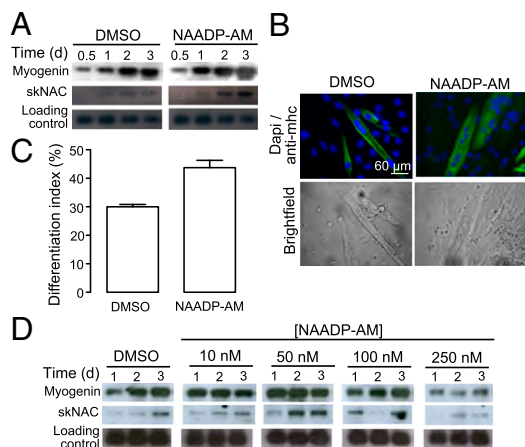 A
DMSO NAADP-AM
Time (d) 0.5 1 2 3 0.5 1 2 3
Myogenin
skNAC
Loading
control
B
DMSO NAADP-AM
Dapi /
anti-mhc
60 µm
Brightfield
C
Differentiation index (%)
50
40
30
20
10
0
DMSO NAADP-AM
D
[NAADP-AM]
DMSO 10 nM 50 nM 100 nM 250 nM
Time (d) 1 2 3 1 2 3 1 2 3 1 2 3 1 2 3
Myogenin
skNAC
Loading
control